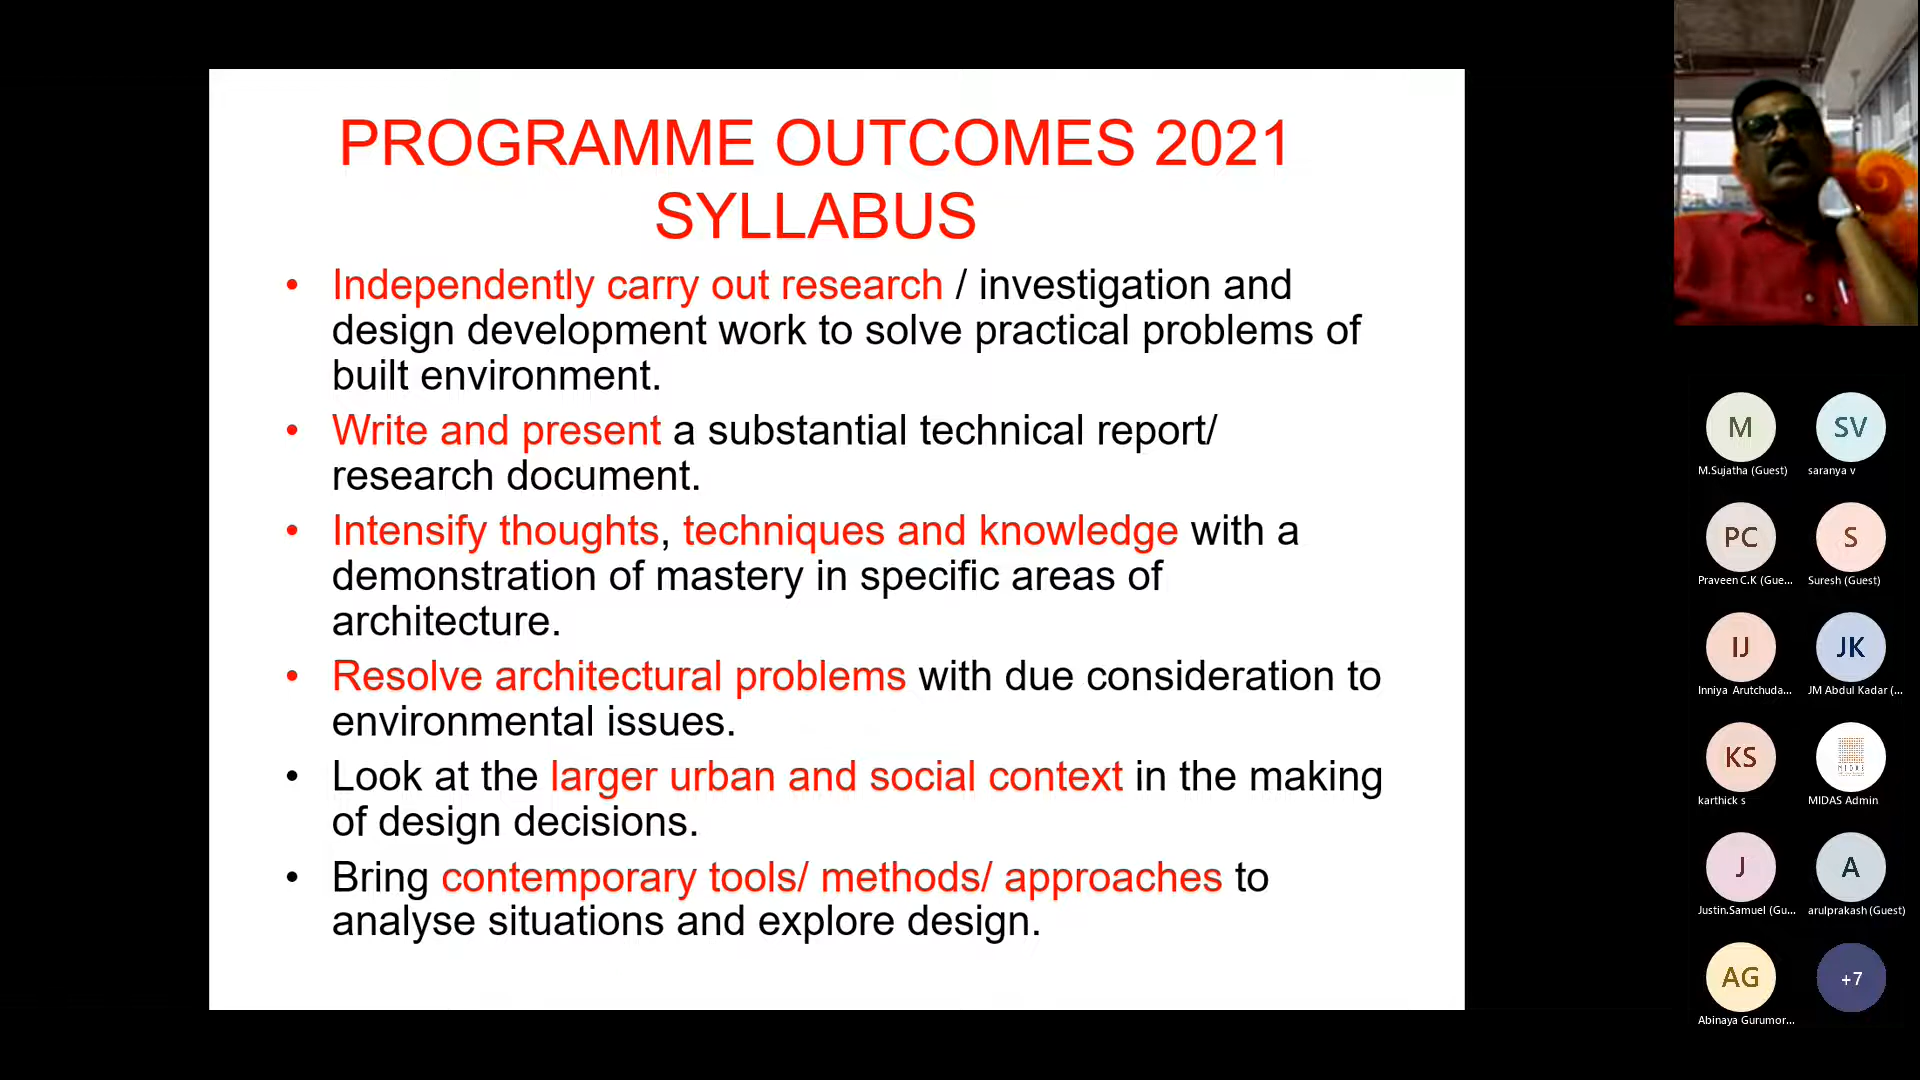 PROGRAMME OUTCOMES 2021
SYLLABUS
• Independently carry out research / investigation and
design development work to solve practical problems of
built environment.
• Write and present a substantial technical report/
research document.
• Intensify thoughts, techniques and knowledge with a
demonstration of mastery in specific areas of
architecture.
• Resolve architectural problems with due consideration to
environmental issues.
• Look at the larger urban and social context in the making
of design decisions.
• Bring contemporary tools/ methods/ approaches to
analyse situations and explore design.
M SV
M.Sujatha (Guest) saranya v
PC S
Praveen C.K (Gue... Suresh (Guest)
IJ JK
Inniya Arutchuda... JM Abdul Kadar (...
KS MIDAS
karthick s MIDAS Admin
J A
Justin.Samuel (Gu... arulprakash (Guest)
AG +7
Abinaya Gurumor...